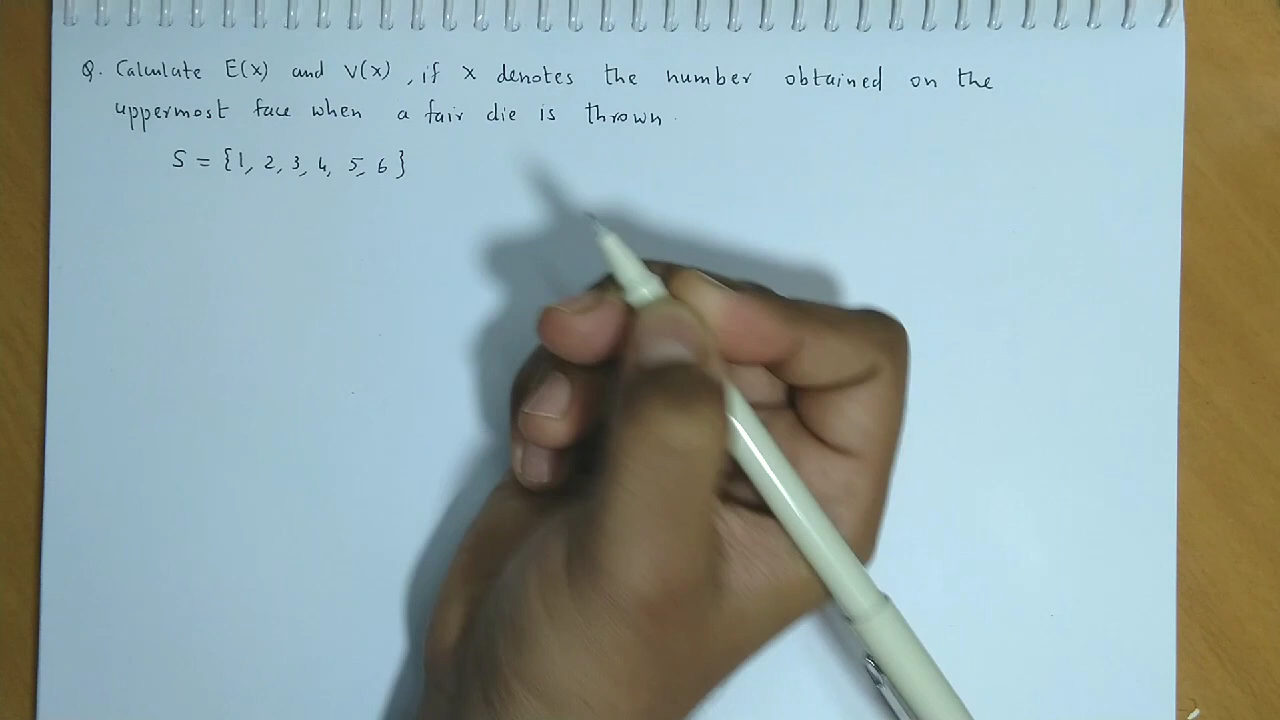 Q. Calculate E(x) and V(x), if x denotes the number obtained on the
uppermost face when a fair die is thrown.
S = {1, 2, 3, 4, 5, 6}